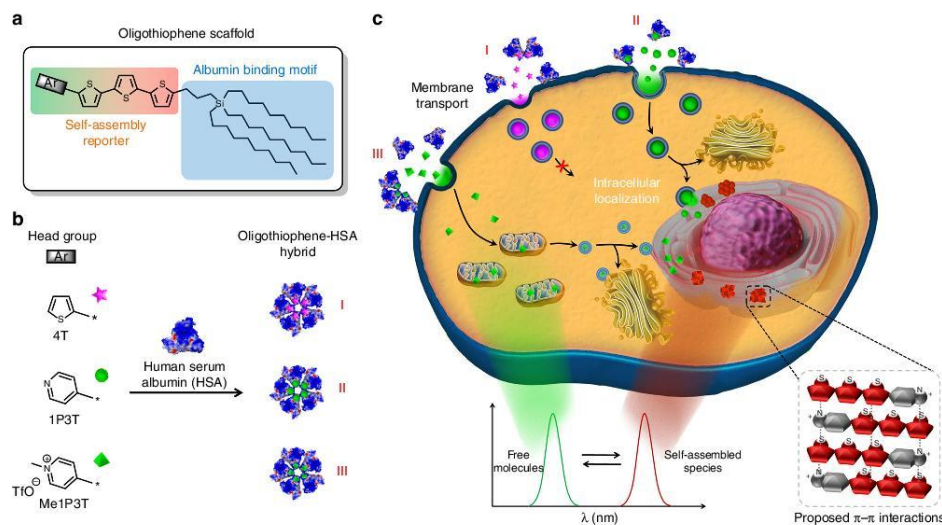 a
Oligothiophene scaffold
Albumin binding motif
Ar
S
S
S
Si
Self-assembly
reporter
b
Head group
Ar
Oligothiophene-HSA
hybrid
S
*
4T
I
N
*
1P3T
Human serum
albumin (HSA)
II
N
+
*
TfO
−
Me1P3T
III
c
I
II
III
Membrane
transport
Intracellular
localization
Free
molecules
Self-assembled
species
λ (nm)
S
S
S
N
+
N
+
S
S
S
S
S
S
N
+
N
+
S
S
S
Proposed π–π interactions